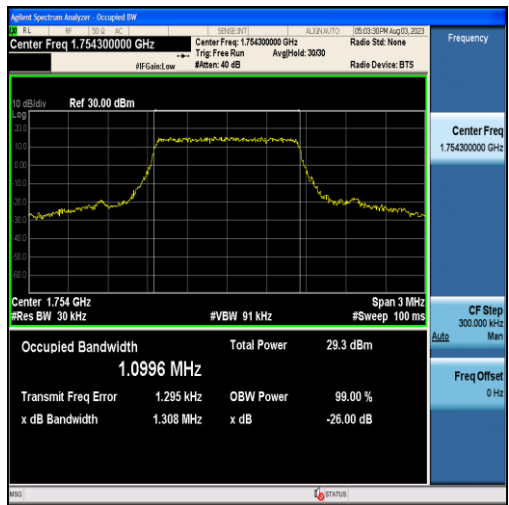 Agilent Spectrum Analyzer - Occupied BW
RL RF 50 Ω AC SENSE:INT ALIGN AUTO 05:03:30 PM Aug 03, 2023
Center Freq 1.754300000 GHz
Center Freq: 1.754300000 GHz
Radio Std: None
Trig: Free Run Avg|Hold: 30/30
#IFGain:Low #Atten: 40 dB Radio Device: BTS
Frequency
10 dB/div Ref 30.00 dBm
Log
20.0
10.0
0.00
-10.0
-20.0
-30.0
-40.0
-50.0
-60.0
Center Freq
1.754300000 GHz
Center 1.754 GHz Span 3 MHz
#Res BW 30 kHz #VBW 91 kHz #Sweep 100 ms
CF Step
300.000 kHz
Auto Man
Occupied Bandwidth Total Power 29.3 dBm
1.0996 MHz
Transmit Freq Error 1.295 kHz OBW Power 99.00 %
x dB Bandwidth 1.308 MHz x dB -26.00 dB
Freq Offset
0 Hz
MSG STATUS